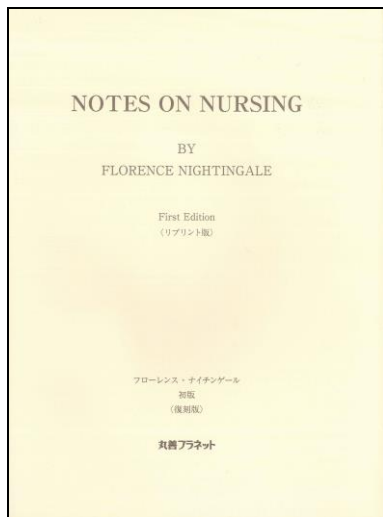 NOTES ON NURSING
BY
FLORENCE NIGHTINGALE
First Edition
(リプリント版)
フローレンス・ナイチンゲール
初版
(復刻版)
丸善プラネット